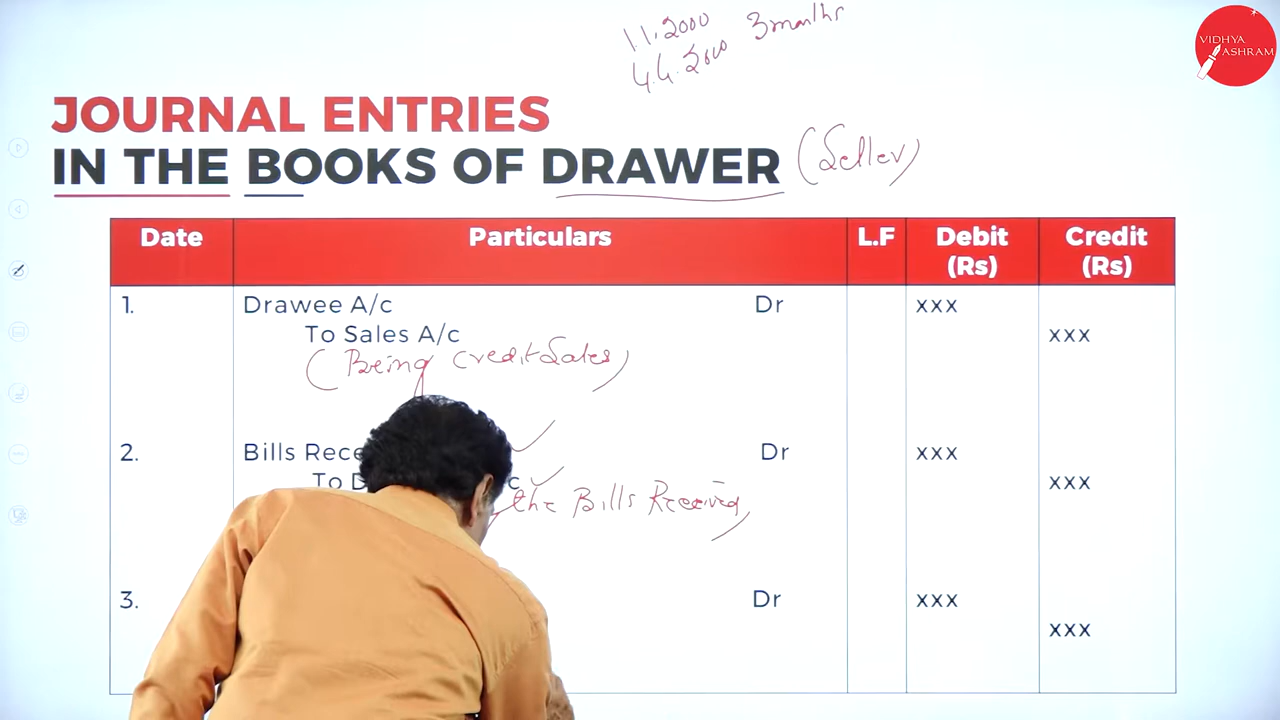 1.1.2000 3 months
4.4.2000
VIDHYA
ASHRAM
JOURNAL ENTRIES
IN THE BOOKS OF DRAWER (Seller)
Date Particulars L.F Debit (Rs) Credit (Rs)
1. Drawee A/c Dr xxx
To Sales A/c xxx
(Being Credit Sales)
2. Bills Dr xxx
To xxx
the Bills Received)
3. Dr xxx
xxx